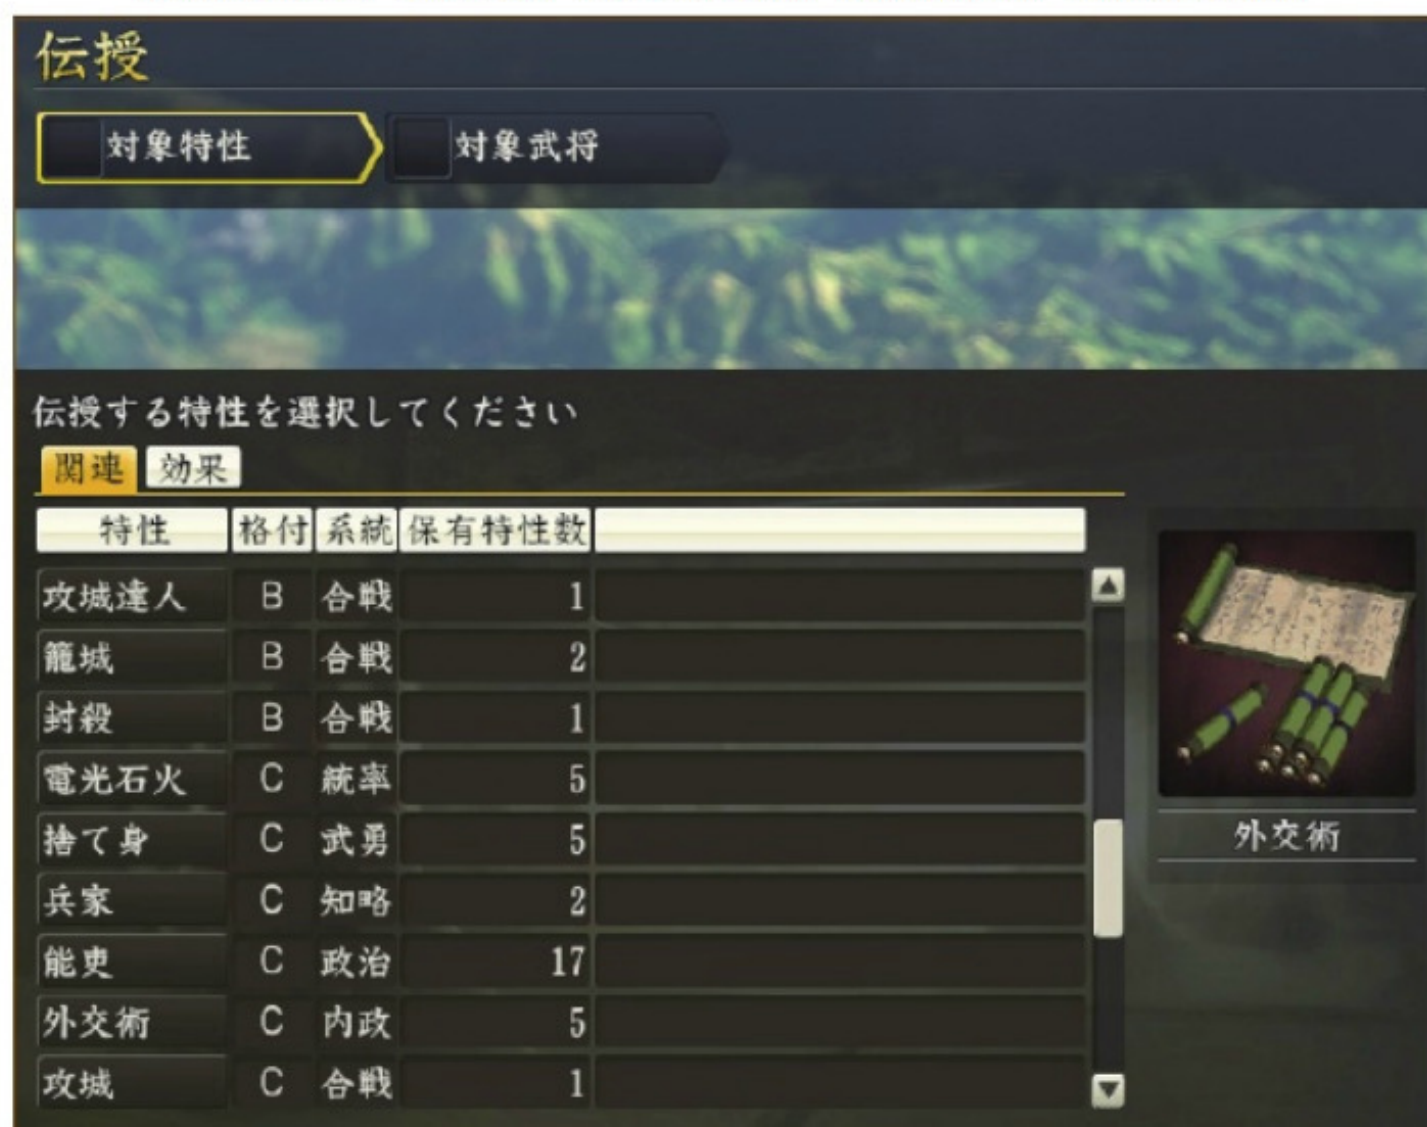 伝授
対象特性 対象武将
伝授する特性を選択してください
関連 効果
特性 格付 系統 保有特性数
攻城達人 B 合戦 1
籠城 B 合戦 2
封殺 B 合戦 1
電光石火 C 統率 5
捨て身 C 武勇 5
兵家 C 知略 2
能吏 C 政治 17
外交術 C 内政 5
攻城 C 合戦 1
外交術